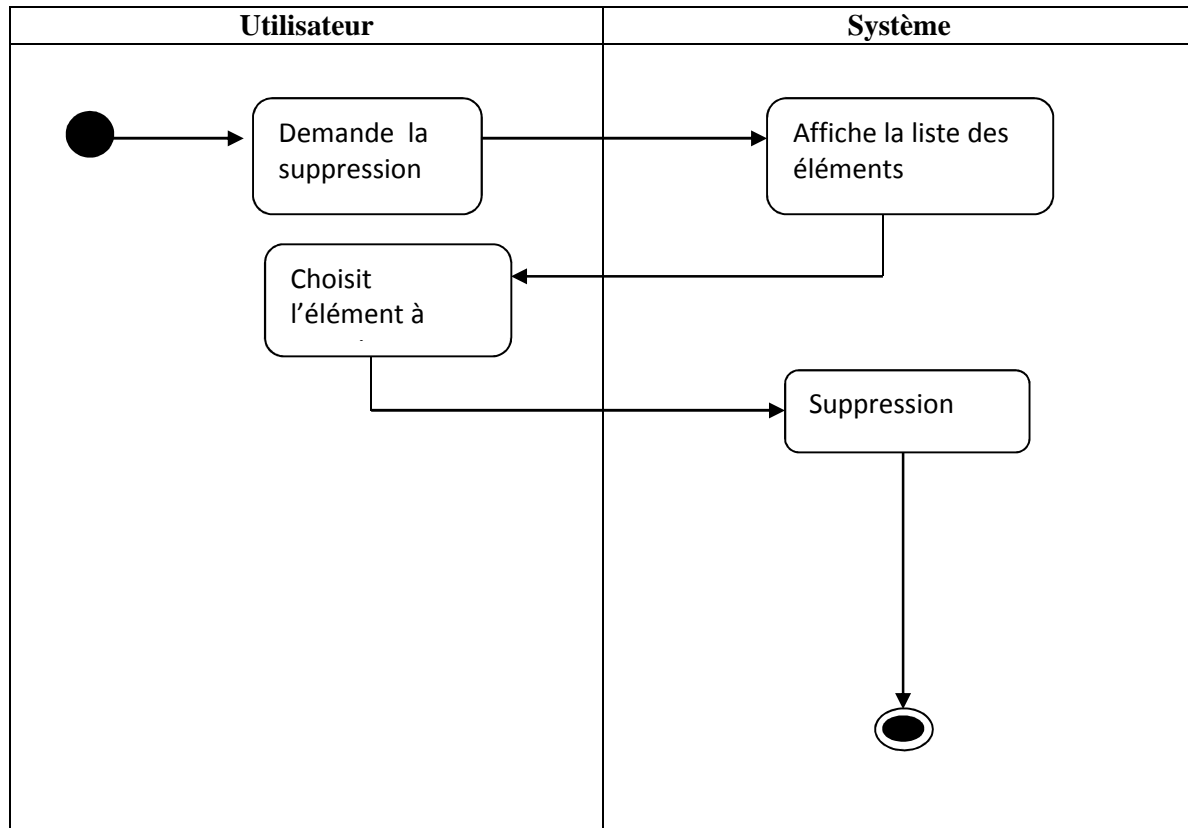 Utilisateur
Système
Demande la
suppression
Affiche la liste des
éléments
Choisit
l’élément à
Suppression